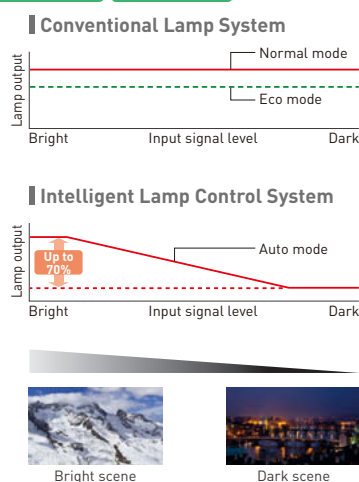 Conventional Lamp System
Lamp output
Normal mode
Eco mode
Bright Input signal level Dark
Intelligent Lamp Control System
Lamp output
Up to
70%
Auto mode
Bright Input signal level Dark
Bright scene Dark scene